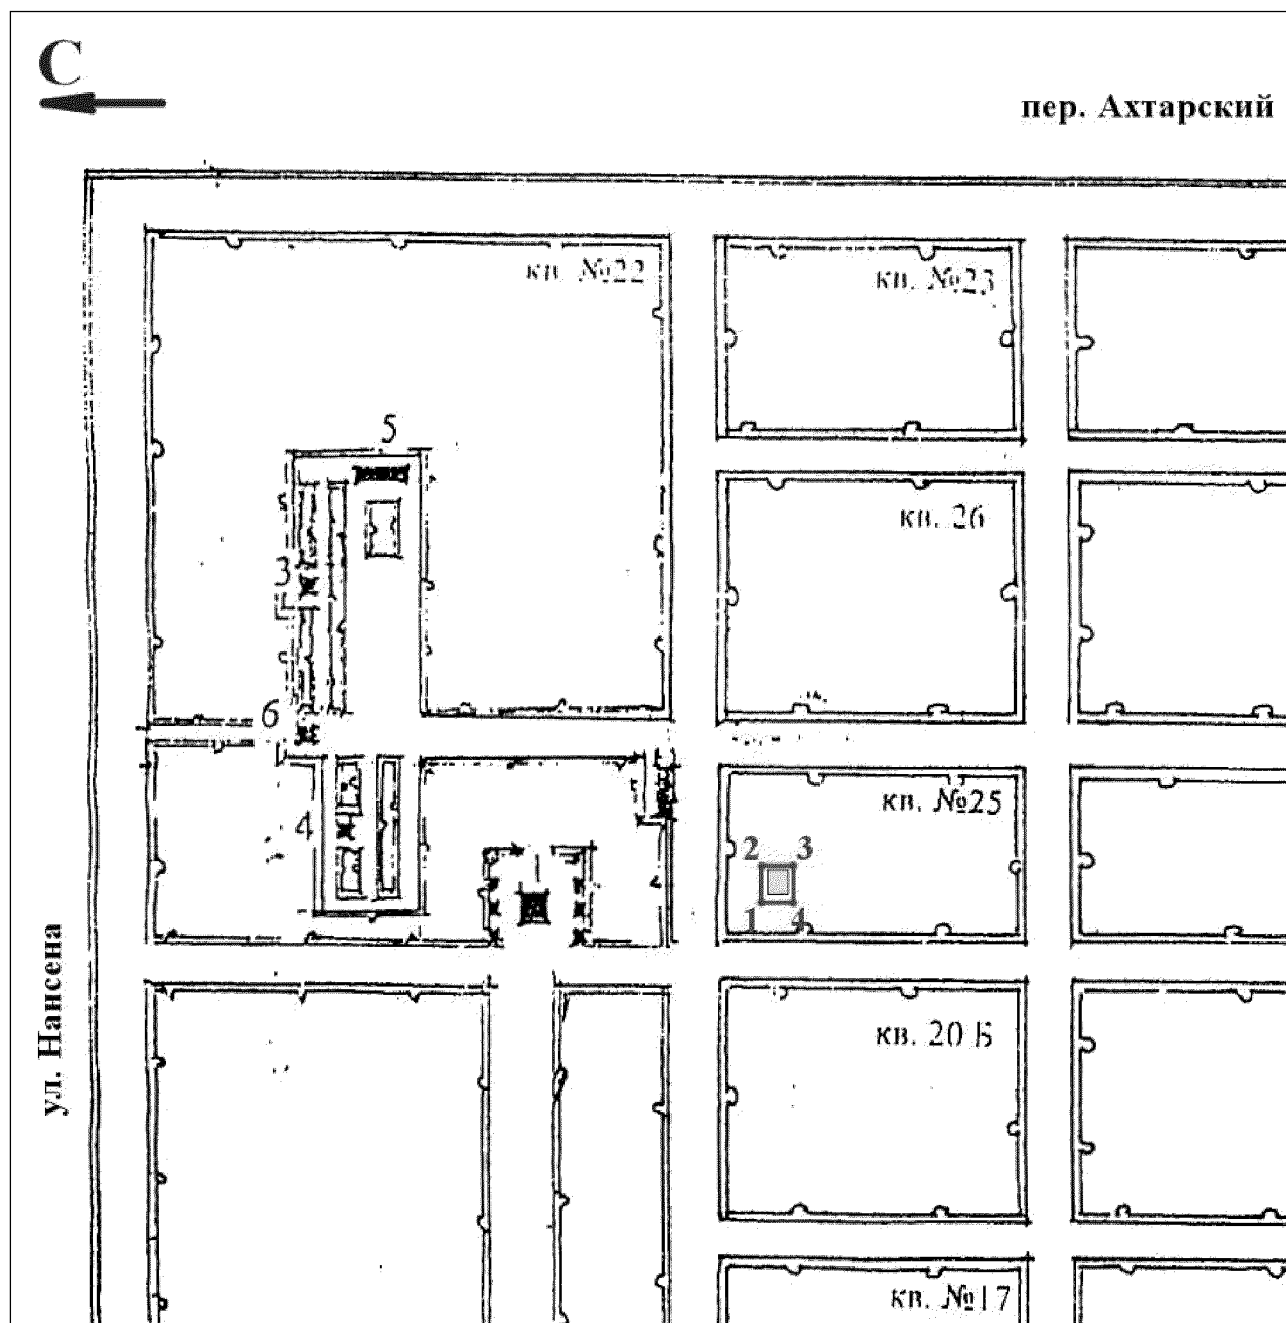 С
пер. Ахтарский
кв. №22
кв. №23
5
кв. 26
3
6
кв. №25
4
2 3
1 4
кв. 20 Б
ул. Нансена
кв. №17